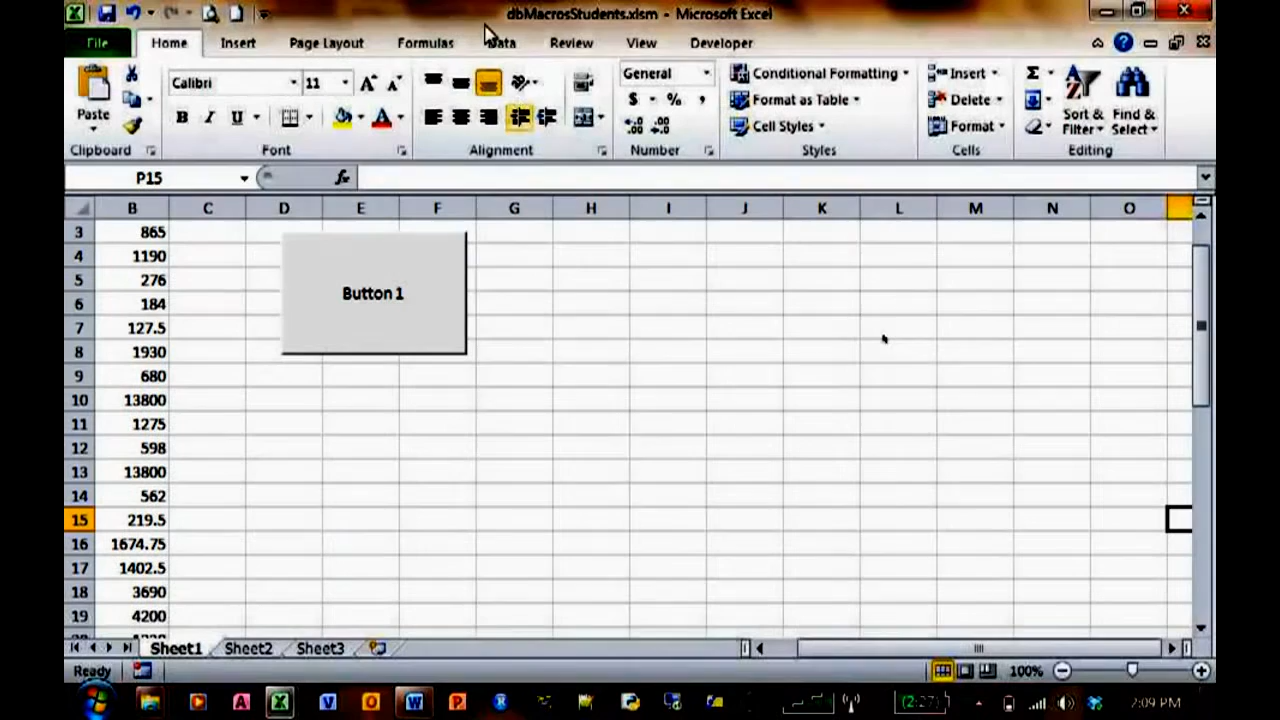 dbMacrosStudents.xlsm - Microsoft Excel
File Home Insert Page Layout Formulas Data Review View Developer
Calibri 11 General Conditional Formatting Insert Σ
Paste B I U $ % , Format as Table Delete Sort & Filter Find & Select
Cell Styles Format
Clipboard Font Alignment Number Styles Cells Editing
P15 fx
B C D E F G H I J K L M N O
3 865
4 1190
5 276
Button 1
6 184
7 127.5
8 1930
9 680
10 13800
11 1275
12 598
13 13800
14 562
15 219.5
16 1674.75
17 1402.5
18 3690
19 4200
Sheet1 Sheet2 Sheet3
Ready 100%
(2:27) 2:09 PM